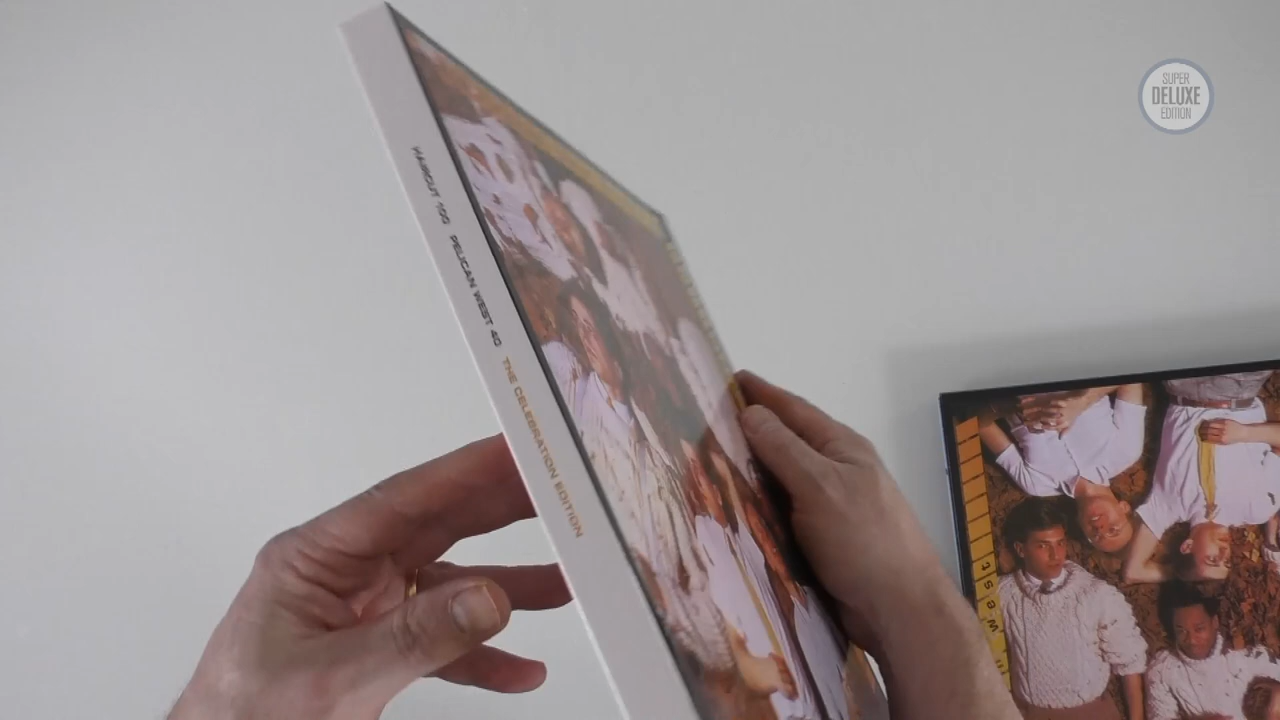 SUPER
DELUXE
EDITION
HAIRCUT 100 PELICAN WEST 40 THE CELEBRATION EDITION
west